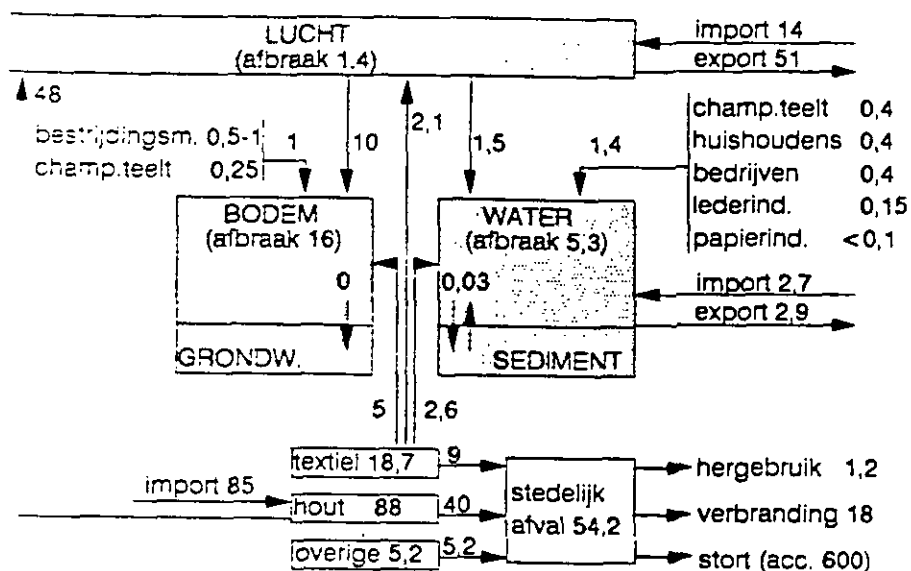 LUCHT
(afbraak 1.4)
import 14
export 51
48
bestrijdingsm. 0,5-1
champ.teelt 0,25
1
10
2,1
1,5
1,4
champ.teelt 0,4
huishoudens 0,4
bedrijven 0,4
lederind. 0,15
papierind. <0,1
BODEM
(afbraak 16)
WATER
(afbraak 5,3)
0
0,03
import 2,7
export 2,9
GRONDW.
SEDIMENT
5
2,6
textiel 18,7
9
import 85
hout 88
40
overige 5,2
5,2
stedelijk
afval 54,2
hergebruik 1,2
verbranding 18
stort (acc. 600)